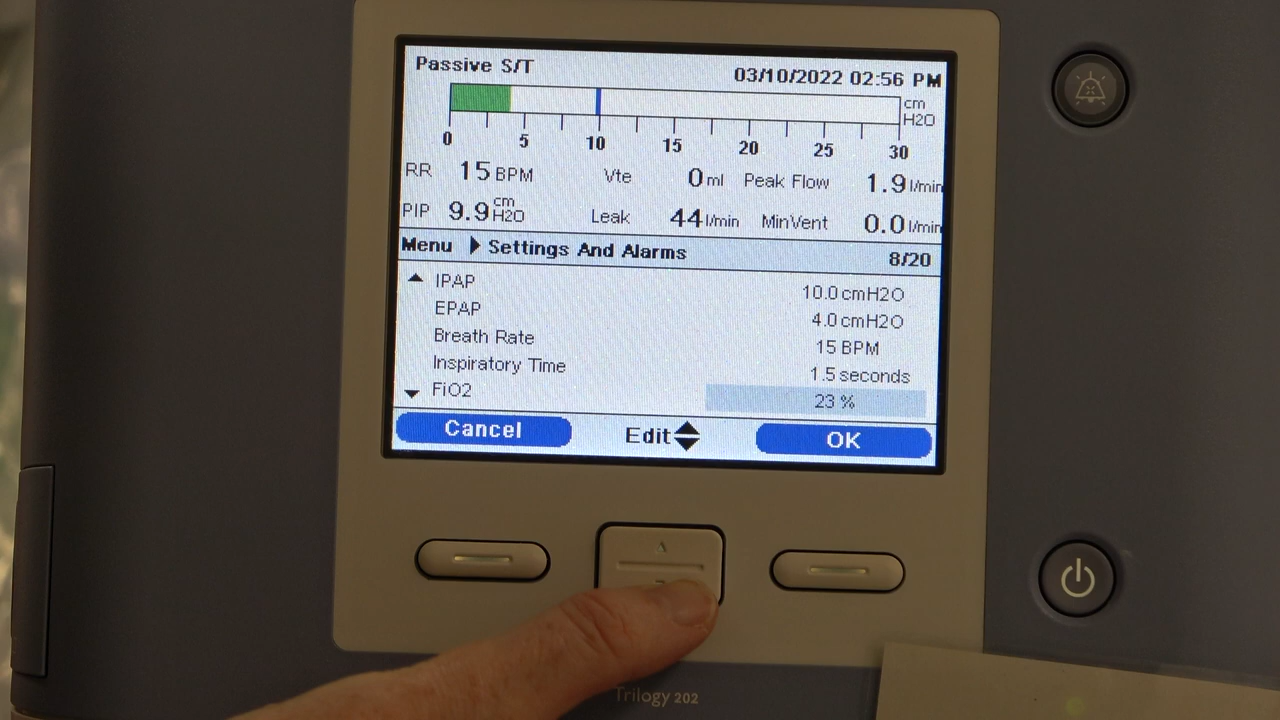 Passive S/T 03/10/2022 02:56 PM
cm H2O
0 5 10 15 20 25 30
RR 15 BPM Vte 0 ml Peak Flow 1.9 l/min
PIP 9.9 cm H2O Leak 44 l/min MinVent 0.0 l/min
Menu ▶ Settings And Alarms 8/20
IPAP 10.0 cmH2O
EPAP 4.0 cmH2O
Breath Rate 15 BPM
Inspiratory Time 1.5 seconds
FiO2 23 %
Cancel Edit OK
Trilogy 202